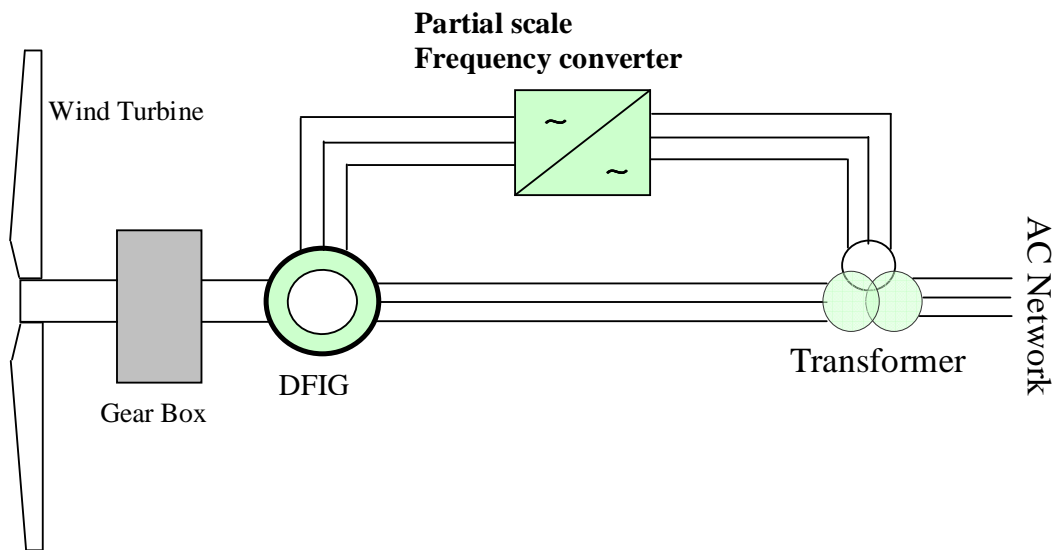 Partial scale
Frequency converter
Wind Turbine
~
~
AC Network
Transformer
DFIG
Gear Box